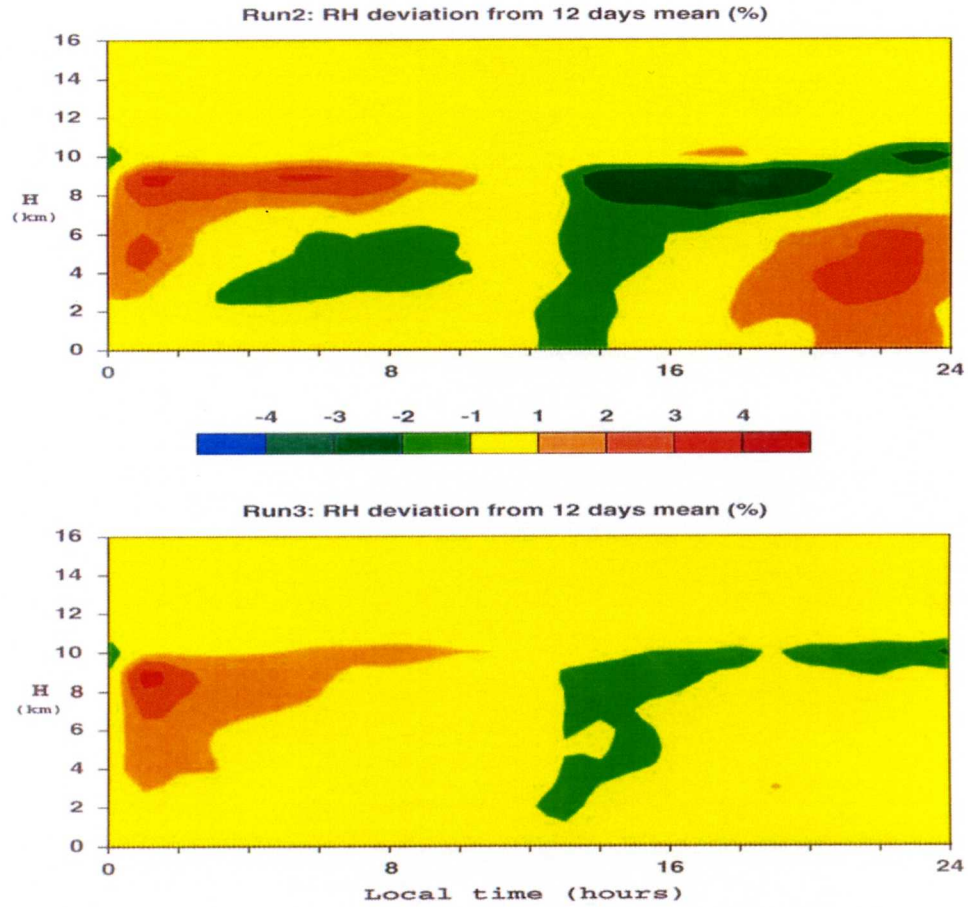 Run2: RH deviation from 12 days mean (%)
16
14
12
10
8
6
4
2
0
H
(km)
0 8 16 24
-4 -3 -2 -1 1 2 3 4
Run3: RH deviation from 12 days mean (%)
16
14
12
10
8
6
4
2
0
H
(km)
0 8 16 24
Local time (hours)